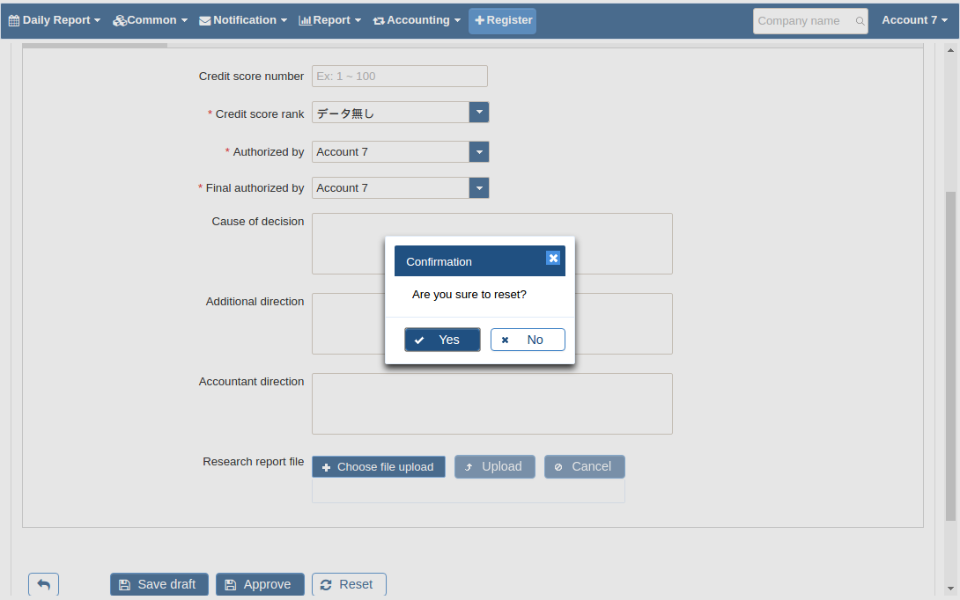 Daily Report Common Notification Report Accounting Register Company name Account 7
Credit score number Ex: 1 ~ 100
* Credit score rank データ無し
* Authorized by Account 7
* Final authorized by Account 7
Cause of decision
Confirmation
Are you sure to reset?
Yes No
Additional direction
Accountant direction
Research report file Choose file upload Upload Cancel
Save draft Approve Reset